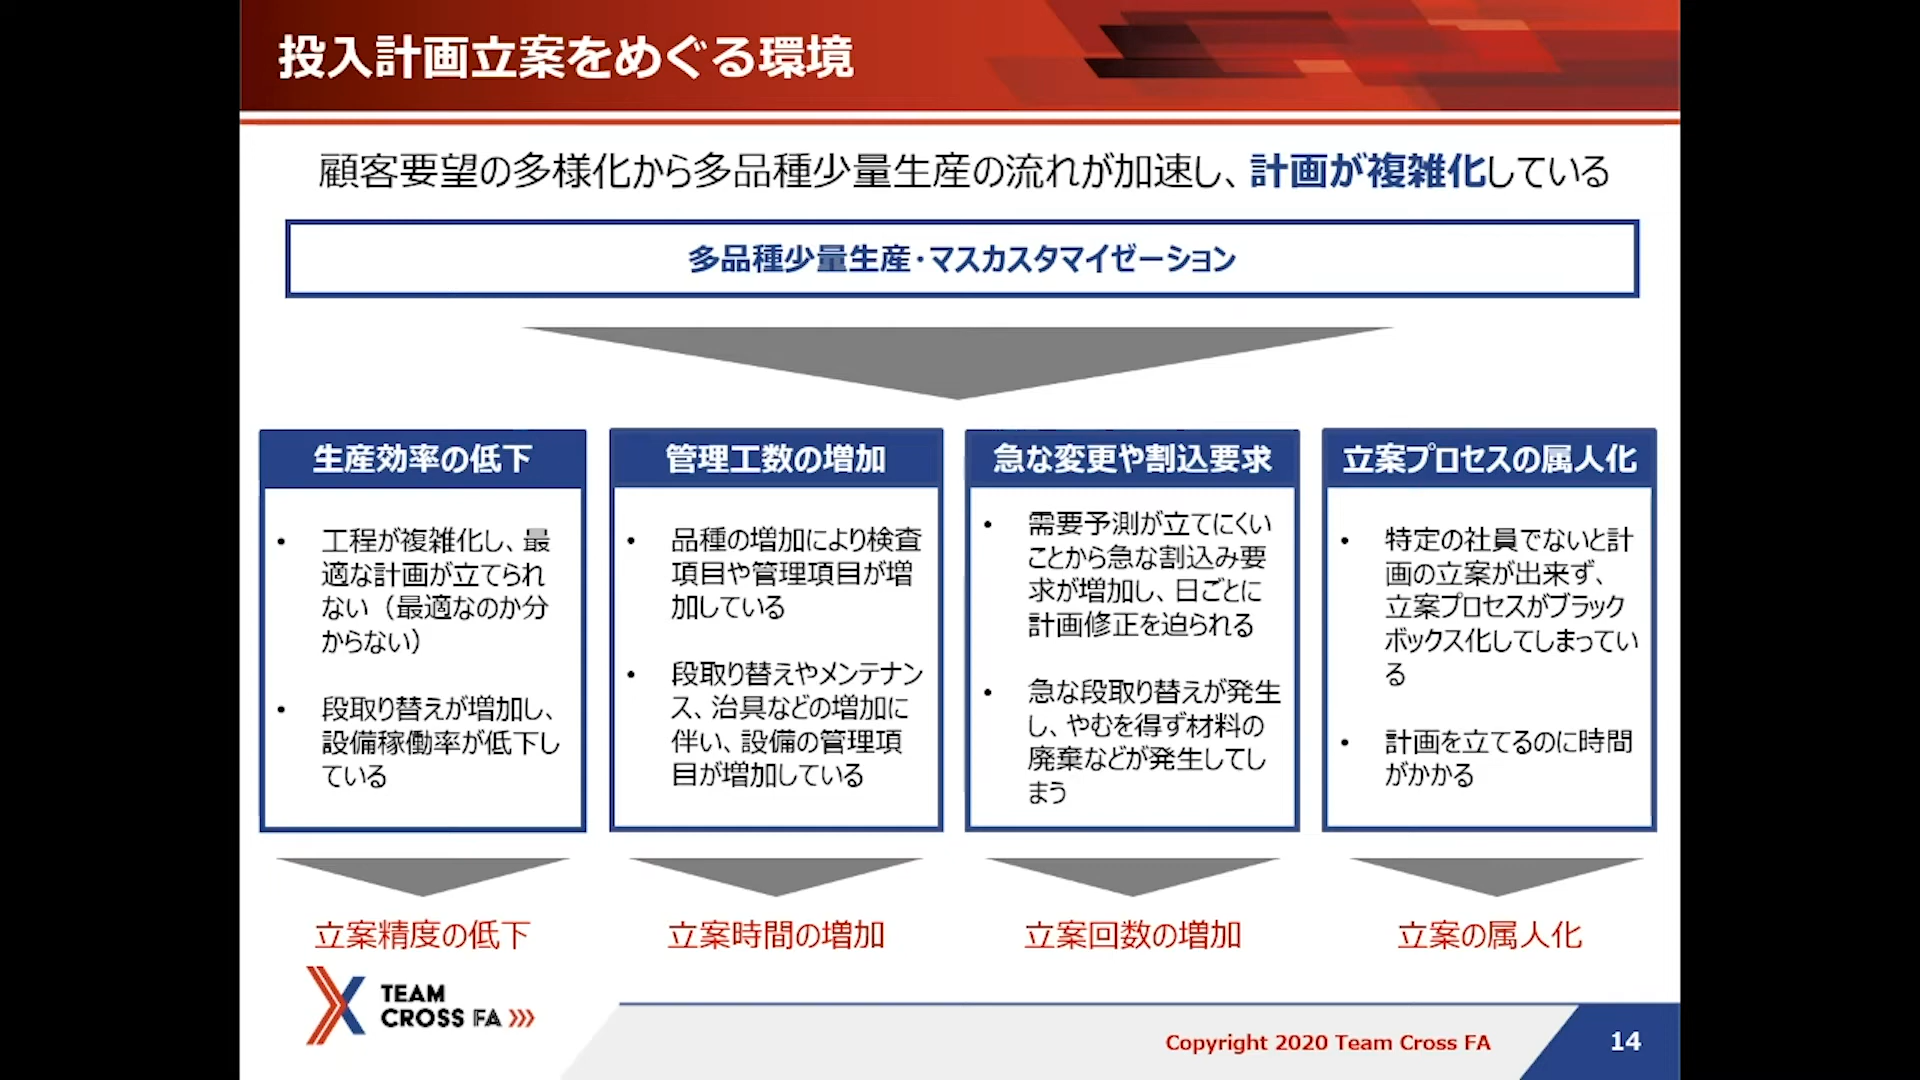 投入計画立案をめぐる環境
顧客要望の多様化から多品種少量生産の流れが加速し、計画が複雑化している
多品種少量生産・マスカスタマイゼーション
生産効率の低下
• 工程が複雑化し、最
適な計画が立てられ
ない（最適なのか分
からない）
• 段取り替えが増加し、
設備稼働率が低下し
ている
立案精度の低下
管理工数の増加
• 品種の増加により検査
項目や管理項目が増
加している
• 段取り替えやメンテナン
ス、治具などの増加に
伴い、設備の管理項
目が増加している
立案時間の増加
急な変更や割込要求
• 需要予測が立てにくい
ことから急な割込み要
求が増加し、日ごとに
計画修正を迫られる
• 急な段取り替えが発生
し、やむを得ず材料の
廃棄などが発生してし
まう
立案回数の増加
立案プロセスの属人化
• 特定の社員でないと計
画の立案が出来ず、
立案プロセスがブラック
ボックス化してしまってい
る
• 計画を立てるのに時間
がかかる
立案の属人化
TEAM
CROSS FA
Copyright 2020 Team Cross FA
14